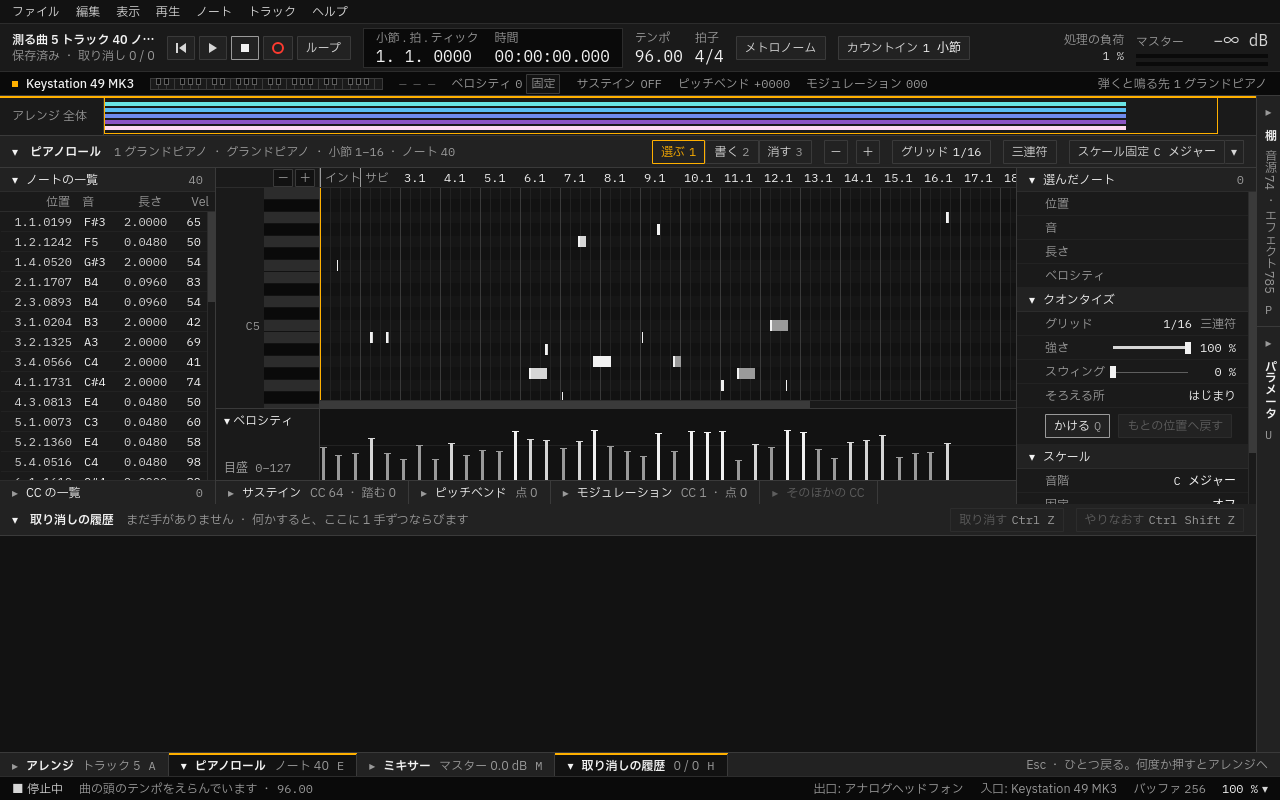 ファイル 編集 表示 再生 ノート トラック ヘルプ
測る曲 5 トラック 40 ノ…
保存済み · 取り消し 0 / 0
ループ
小節 . 拍 . ティック 時間
1. 1. 0000 00:00:00.000
テンポ 拍子
96.00 4/4
メトロノーム
カウントイン 1 小節
処理の負荷
1 %
マスター −∞ dB
Keystation 49 MK3 — — — ベロシティ 0 固定 サステイン OFF ピッチベンド +0000 モジュレーション 000 弾くと鳴る先 1 グランドピアノ
アレンジ 全体
ピアノロール 1 グランドピアノ · グランドピアノ · 小節 1–16 · ノート 40 選ぶ 1 書く 2 消す 3 − + グリッド 1/16 三連符 スケール固定 C メジャー ▾
ノートの一覧 40
位置 音 長さ Vel
1.1.0199 F#3 2.0000 65
1.2.1242 F5 0.0480 50
1.4.0520 G#3 2.0000 54
2.1.1707 B4 0.0960 83
2.3.0893 B4 0.0960 54
3.1.0204 B3 2.0000 42
3.2.1325 A3 2.0000 69
3.4.0566 C4 2.0000 41
4.1.1731 C#4 2.0000 74
4.3.0813 E4 0.0480 50
5.1.0073 C3 0.0480 60
5.2.1360 E4 0.0480 58
5.4.0516 C4 0.0480 98
CC の一覧 0
− + イント サビ 3.1 4.1 5.1 6.1 7.1 8.1 9.1 10.1 11.1 12.1 13.1 14.1 15.1 16.1 17.1 18
C5
ベロシティ
目盛 0–127
サステイン CC 64 · 踏む 0 ピッチベンド 点 0 モジュレーション CC 1 · 点 0 そのほかの CC
選んだノート 0
位置
音
長さ
ベロシティ
クオンタイズ
グリッド 1/16 三連符
強さ 100 %
スウィング 0 %
そろえる所 はじまり
かける Q もとの位置へ戻す
スケール
音階 C メジャー
固定 オフ
棚 音源 74 · エフェクト 785 P
パラメータ U
取り消しの履歴 まだ手がありません · 何かすると、ここに 1 手ずつならびます 取り消す Ctrl Z やりなおす Ctrl Shift Z
アレンジ トラック 5 A ピアノロール ノート 40 E ミキサー マスター 0.0 dB M 取り消しの履歴 0 / 0 H Esc · ひとつ戻る。何度か押すとアレンジへ
停止中 曲の頭のテンポをえらんでいます · 96.00 出口: アナログヘッドフォン 入口: Keystation 49 MK3 バッファ 256 100 % ▾